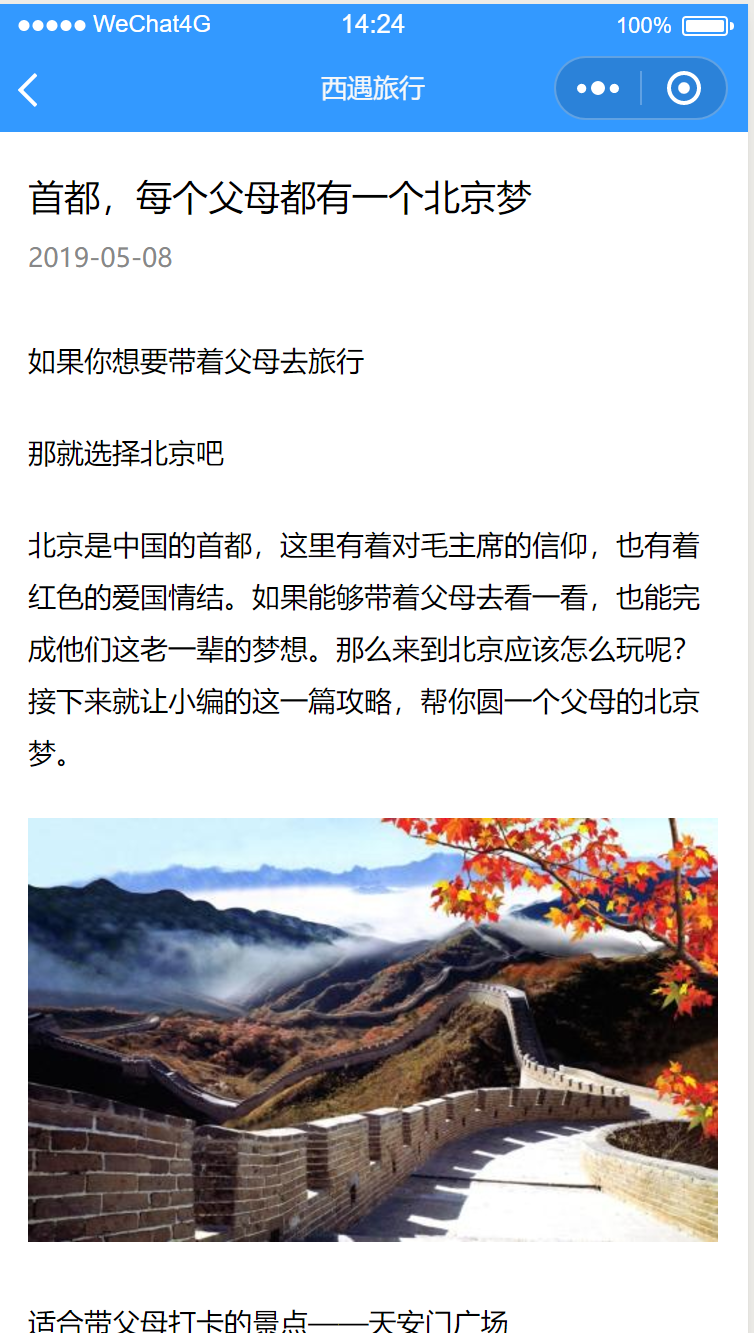 WeChat4G 14:24 100%
西遇旅行
首都，每个父母都有一个北京梦
2019-05-08
如果你想要带着父母去旅行
那就选择北京吧
北京是中国的首都，这里有着对毛主席的信仰，也有着
红色的爱国情结。如果能够带着父母去看一看，也能完
成他们这老一辈的梦想。那么来到北京应该怎么玩呢？
接下来就让小编的这一篇攻略，帮你圆一个父母的北京
梦。
适合带父母打卡的景点——天安门广场